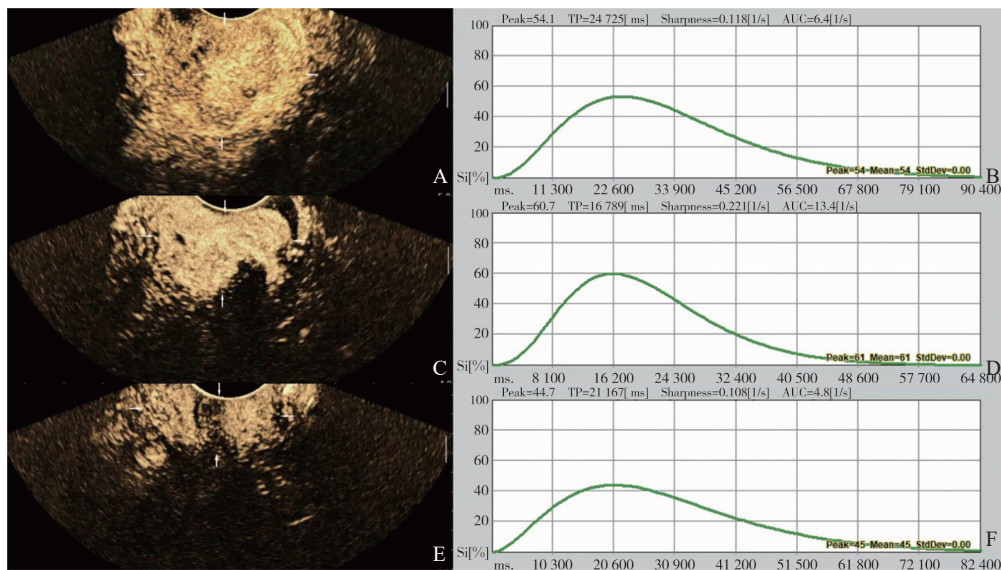 A
Peak=54.1 TP=24 725[ ms] Sharpness=0.118[1/s] AUC=6.4[1/s]
100
80
60
40
20
Si[%]
Peak=54 Mean=54 StdDev=0.00
B
ms. 11 300 22 600 33 900 45 200 56 500 67 800 79 100 90 400
C
Peak=60.7 TP=16 789[ ms] Sharpness=0.221[1/s] AUC=13.4[1/s]
100
80
60
40
20
Si[%]
Peak=61 Mean=61 StdDev=0.00
D
ms. 8 100 16 200 24 300 32 400 40 500 48 600 57 700 64 800
E
Peak=44.7 TP=21 167[ ms] Sharpness=0.108[1/s] AUC=4.8[1/s]
100
80
60
40
20
Si[%]
Peak=45 Mean=45 StdDev=0.00
F
ms. 10 300 20 600 30 900 41 200 51 500 61 800 72 100 82 400